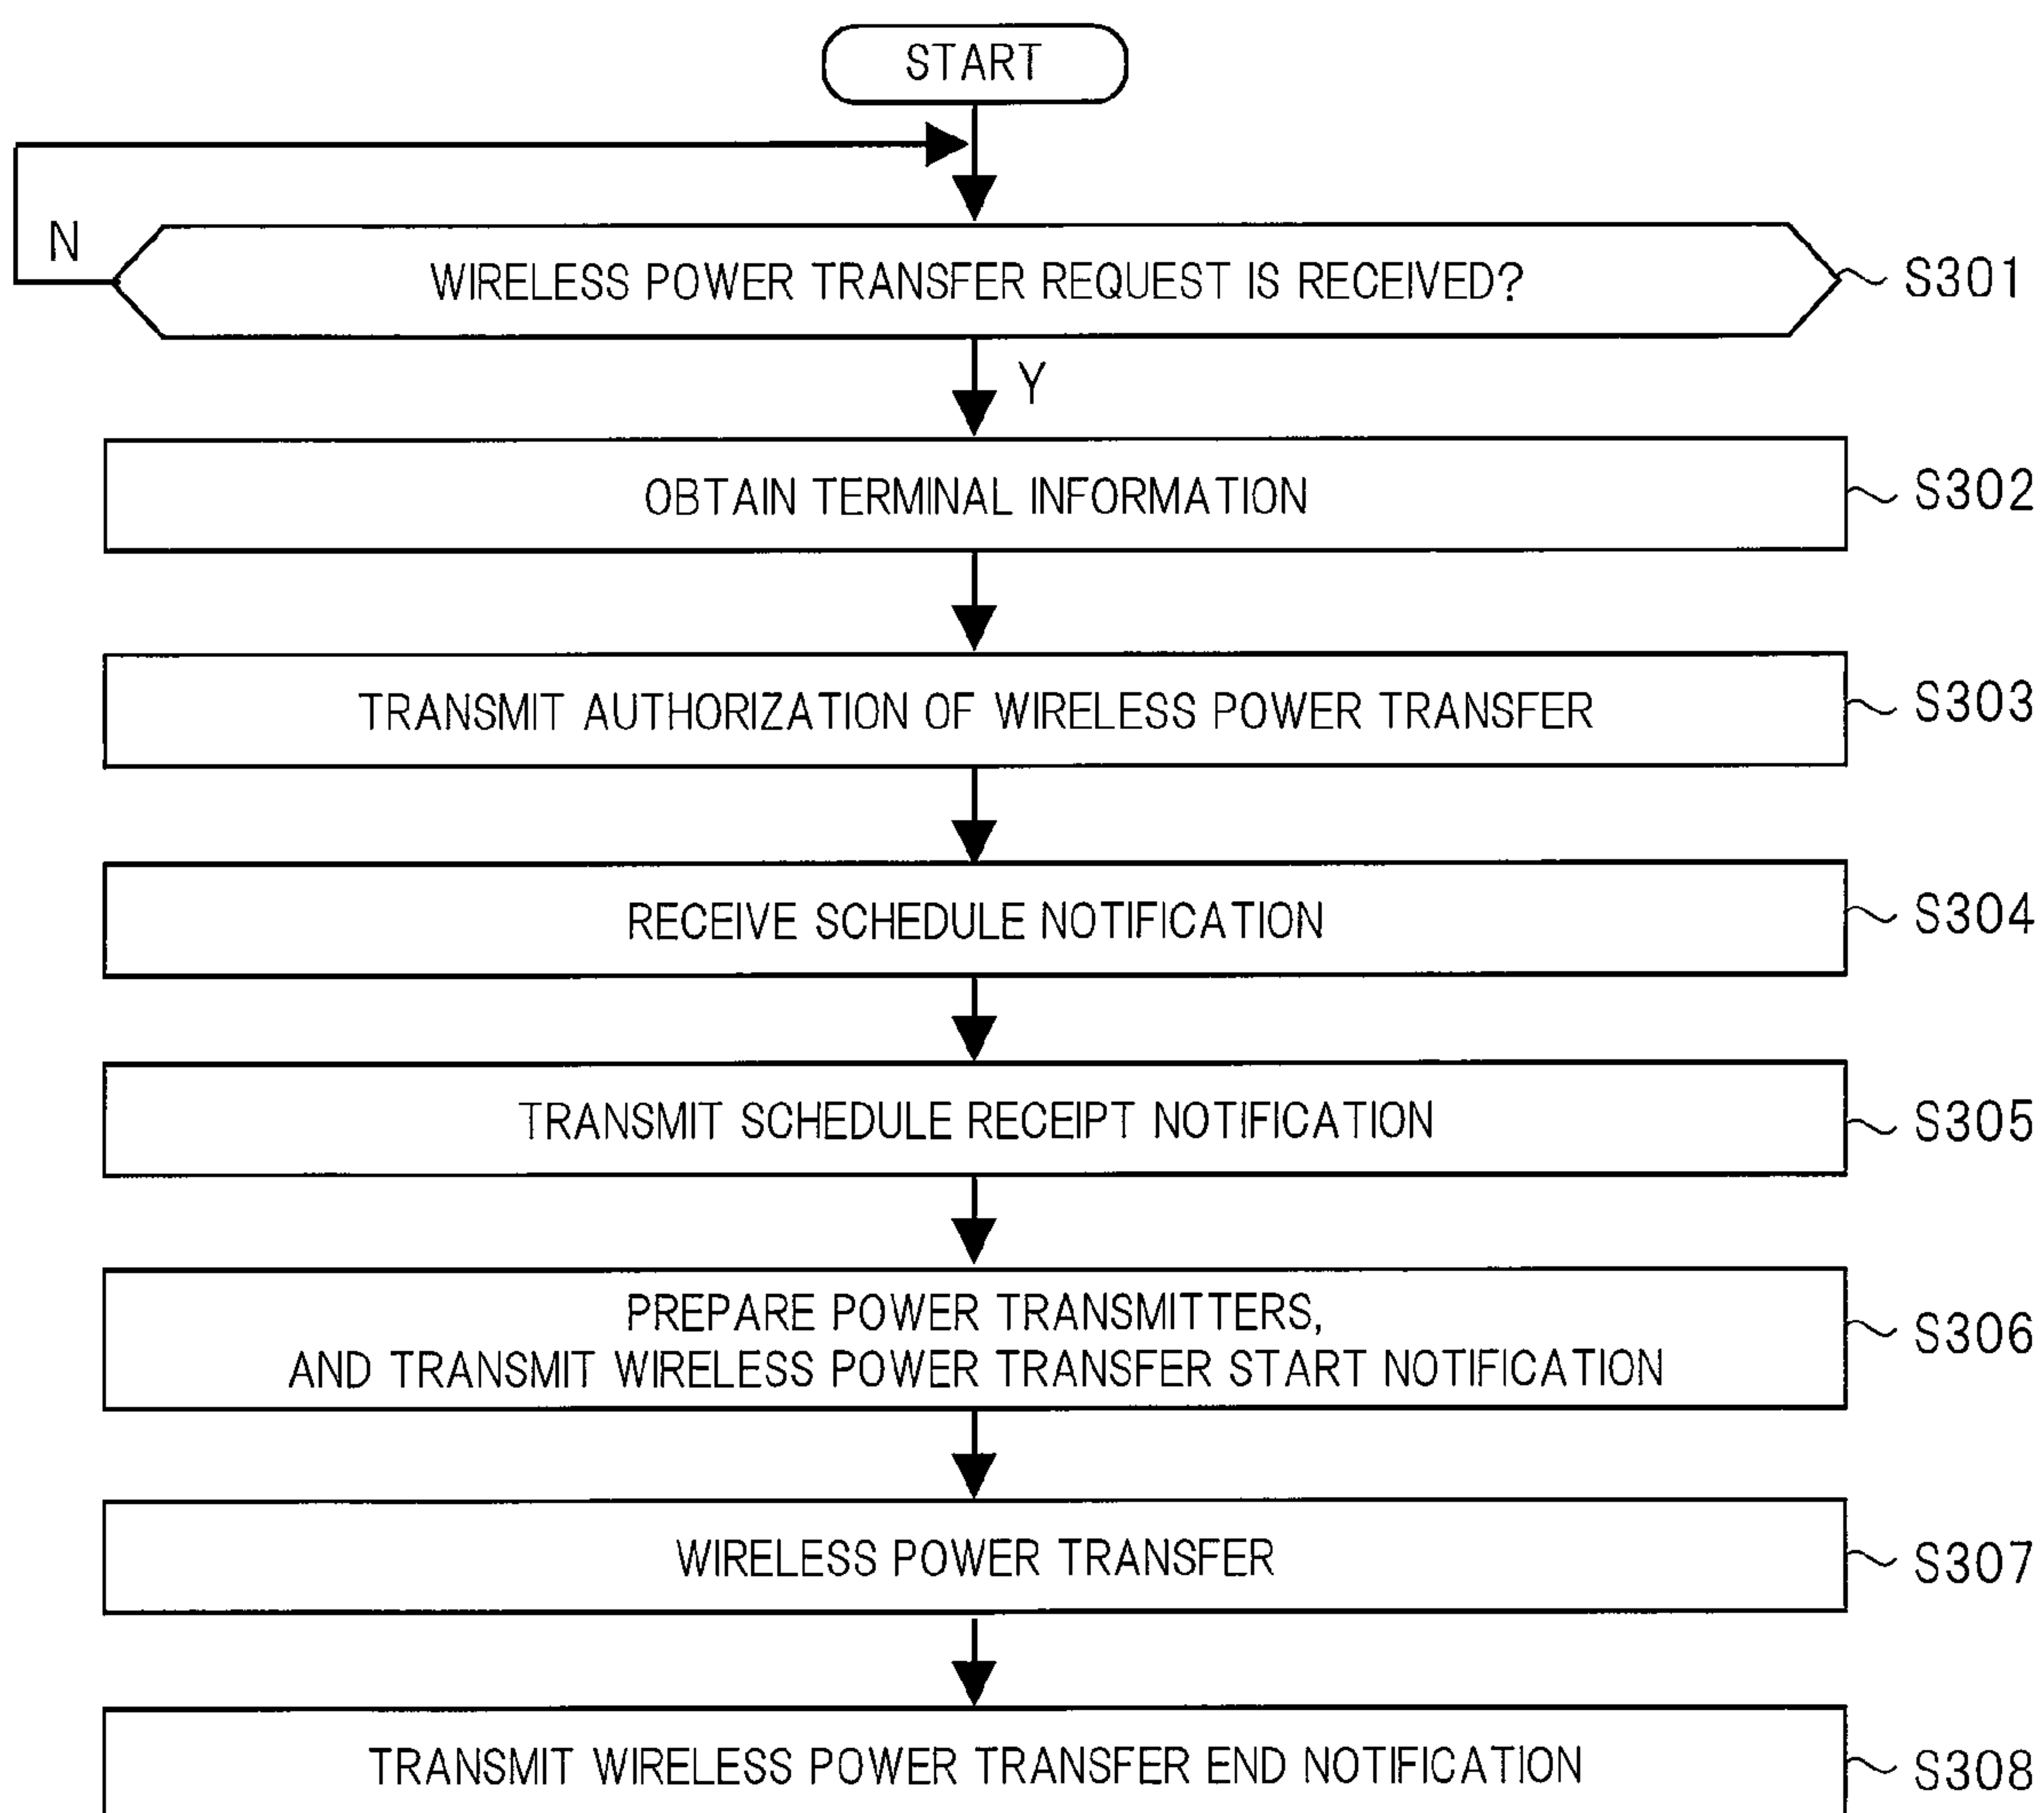 START
N
WIRELESS POWER TRANSFER REQUEST IS RECEIVED?
S301
Y
OBTAIN TERMINAL INFORMATION
S302
TRANSMIT AUTHORIZATION OF WIRELESS POWER TRANSFER
S303
RECEIVE SCHEDULE NOTIFICATION
S304
TRANSMIT SCHEDULE RECEIPT NOTIFICATION
S305
PREPARE POWER TRANSMITTERS,
AND TRANSMIT WIRELESS POWER TRANSFER START NOTIFICATION
S306
WIRELESS POWER TRANSFER
S307
TRANSMIT WIRELESS POWER TRANSFER END NOTIFICATION
S308